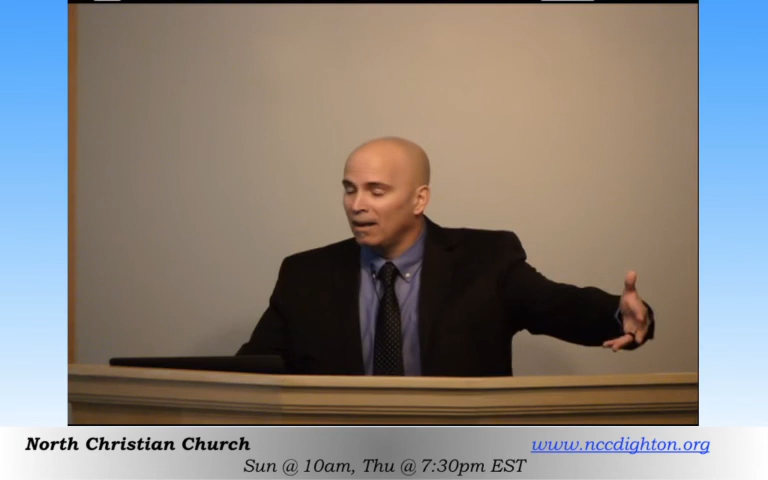 North Christian Church www.nccdighton.org
Sun @ 10am, Thu @ 7:30pm EST